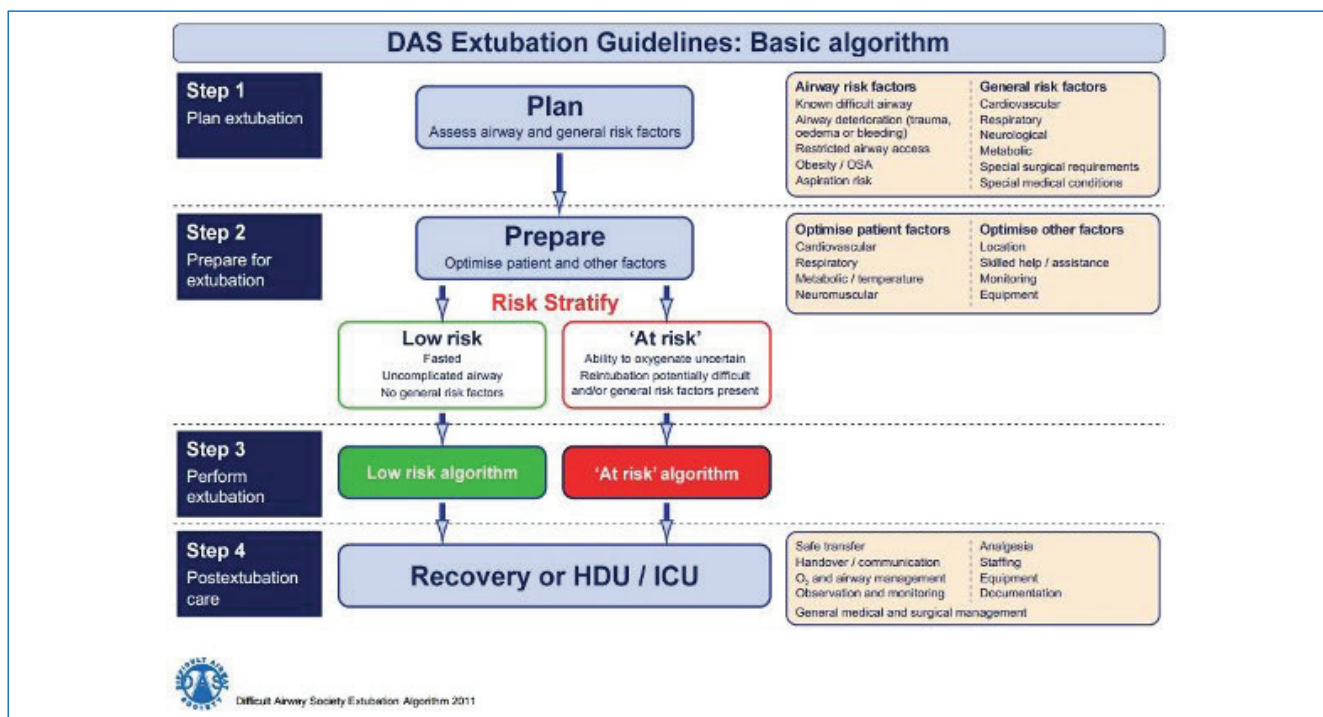 DAS Extubation Guidelines: Basic algorithm
Step 1
Plan extubation
Plan
Assess airway and general risk factors
Airway risk factors
Known difficult airway
Airway deterioration (trauma,
oedema or bleeding)
Restricted airway access
Obesity / OSA
Aspiration risk
General risk factors
Cardiovascular
Respiratory
Neurological
Metabolic
Special surgical requirements
Special medical conditions
Step 2
Prepare for
extubation
Prepare
Optimise patient and other factors
Optimise patient factors
Cardiovascular
Respiratory
Metabolic / temperature
Neuromuscular
Optimise other factors
Location
Skilled help / assistance
Monitoring
Equipment
Risk Stratify
Low risk
Fasted
Uncomplicated airway
No general risk factors
'At risk'
Ability to oxygenate uncertain
Reintubation potentially difficult
and/or general risk factors present
Step 3
Perform
extubation
Low risk algorithm
'At risk' algorithm
Step 4
Postextubation
care
Recovery or HDU / ICU
Safe transfer
Handover / communication
O₂ and airway management
Observation and monitoring
Analgesia
Staffing
Equipment
Documentation
General medical and surgical management
DIFFICULT AIRWAY
DAS
SOCIETY
Difficult Airway Society Extubation Algorithm 2011